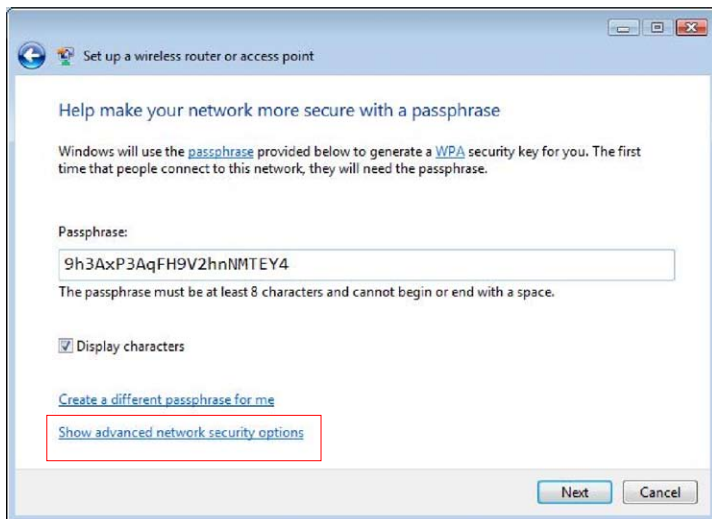 Set up a wireless router or access point
Help make your network more secure with a passphrase
Windows will use the passphrase provided below to generate a WPA security key for you. The first
time that people connect to this network, they will need the passphrase.
Passphrase:
9h3AxP3AqFH9V2hnNMTEY4
The passphrase must be at least 8 characters and cannot begin or end with a space.
Display characters
Create a different passphrase for me
Show advanced network security options
Next
Cancel